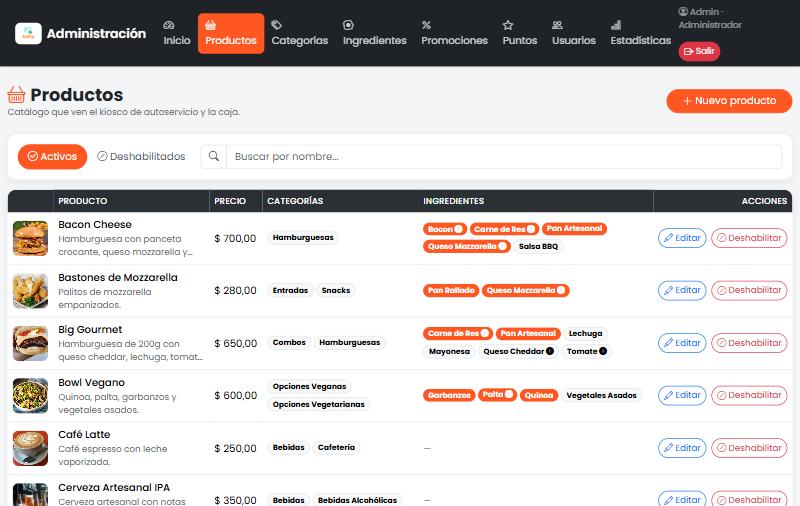 Administración
Inicio
Productos
Categorías
Ingredientes
Promociones
Puntos
Usuarios
Estadísticas
Admin ·
Administrador
Salir
Productos
Catálogo que ven el kiosco de autoservicio y la caja.
Nuevo producto
Activos
Deshabilitados
Buscar por nombre...
PRODUCTO PRECIO CATEGORÍAS INGREDIENTES ACCIONES
Bacon Cheese
Hamburguesa con panceta
crocante, queso mozzarella y...
$ 700,00
Hamburguesas
Bacon Carne de Res Pan Artesanal
Queso Mozzarella Salsa BBQ
Editar Deshabilitar
Bastones de Mozzarella
Palitos de mozzarella
empanizados.
$ 280,00
Entradas Snacks
Pan Rallado Queso Mozzarella
Editar Deshabilitar
Big Gourmet
Hamburguesa de 200g con
queso cheddar, lechuga, tomat...
$ 650,00
Combos Hamburguesas
Carne de Res Pan Artesanal Lechuga
Mayonesa Queso Cheddar Tomate
Editar Deshabilitar
Bowl Vegano
Quinoa, palta, garbanzos y
vegetales asados.
$ 600,00
Opciones Veganas
Opciones Vegetarianas
Garbanzos Palta Quinoa Vegetales Asados
Editar Deshabilitar
Café Latte
Café espresso con leche
vaporizada.
$ 250,00
Bebidas Cafetería
—
Editar Deshabilitar
Cerveza Artesanal IPA
Cerveza artesanal con notas
$ 350,00
Bebidas Bebidas Alcohólicas
—
Editar Deshabilitar